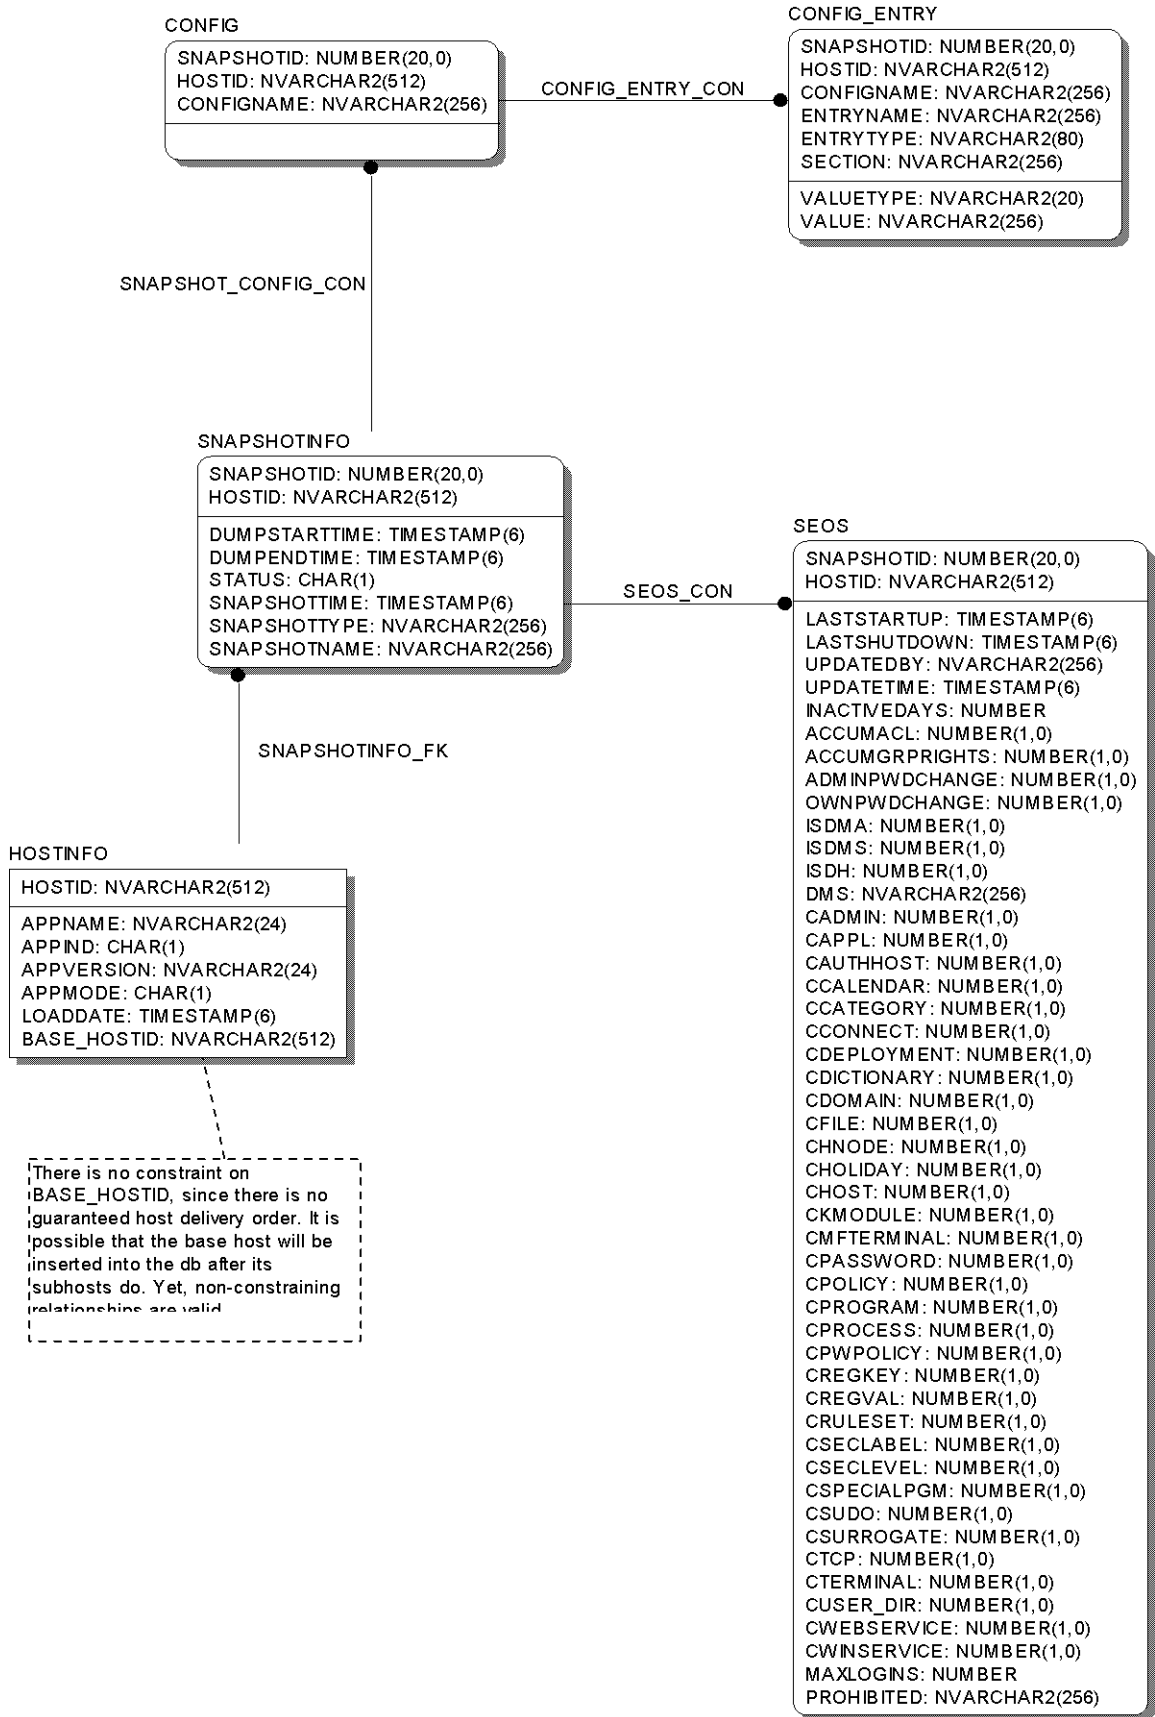 CONFIG
SNAPSHOTID: NUMBER(20,0)
HOSTID: NVARCHAR2(512)
CONFIGNAME: NVARCHAR2(256)
CONFIG_ENTRY_CON
CONFIG_ENTRY
SNAPSHOTID: NUMBER(20,0)
HOSTID: NVARCHAR2(512)
CONFIGNAME: NVARCHAR2(256)
ENTRYNAME: NVARCHAR2(256)
ENTRYTYPE: NVARCHAR2(80)
SECTION: NVARCHAR2(256)
VALUETYPE: NVARCHAR2(20)
VALUE: NVARCHAR2(256)
SNAPSHOT_CONFIG_CON
SNAPSHOTINFO
SNAPSHOTID: NUMBER(20,0)
HOSTID: NVARCHAR2(512)
DUMPSTARTTIME: TIMESTAMP(6)
DUMPENDTIME: TIMESTAMP(6)
STATUS: CHAR(1)
SNAPSHOTTIME: TIMESTAMP(6)
SNAPSHOTTYPE: NVARCHAR2(256)
SNAPSHOTNAME: NVARCHAR2(256)
SEOS_CON
SNAPSHOTINFO_FK
HOSTINFO
HOSTID: NVARCHAR2(512)
APPNAME: NVARCHAR2(24)
APPIND: CHAR(1)
APPVERSION: NVARCHAR2(24)
APPMODE: CHAR(1)
LOADDATE: TIMESTAMP(6)
BASE_HOSTID: NVARCHAR2(512)
There is no constraint on
BASE_HOSTID, since there is no
guaranteed host delivery order. It is
possible that the base host will be
inserted into the db after its
subhosts do. Yet, non-constraining
relationships are valid
SEOS
SNAPSHOTID: NUMBER(20,0)
HOSTID: NVARCHAR2(512)
LASTSTARTUP: TIMESTAMP(6)
LASTSHUTDOWN: TIMESTAMP(6)
UPDATEDBY: NVARCHAR2(256)
UPDATETIME: TIMESTAMP(6)
INACTIVEDAYS: NUMBER
ACCUMACL: NUMBER(1,0)
ACCUMGRPRIGHTS: NUMBER(1,0)
ADMINPWDCHANGE: NUMBER(1,0)
OWNPWDCHANGE: NUMBER(1,0)
ISDMA: NUMBER(1,0)
ISDMS: NUMBER(1,0)
ISDH: NUMBER(1,0)
DMS: NVARCHAR2(256)
CADMIN: NUMBER(1,0)
CAPPL: NUMBER(1,0)
CAUTHHOST: NUMBER(1,0)
CCALENDAR: NUMBER(1,0)
CCATEGORY: NUMBER(1,0)
CCONNECT: NUMBER(1,0)
CDEPLOYMENT: NUMBER(1,0)
CDICTIONARY: NUMBER(1,0)
CDOMAIN: NUMBER(1,0)
CFILE: NUMBER(1,0)
CHNODE: NUMBER(1,0)
CHOLIDAY: NUMBER(1,0)
CHOST: NUMBER(1,0)
CKMODULE: NUMBER(1,0)
CMFTERMINAL: NUMBER(1,0)
CPASSWORD: NUMBER(1,0)
CPOLICY: NUMBER(1,0)
CPROGRAM: NUMBER(1,0)
CPROCESS: NUMBER(1,0)
CPWPOLICY: NUMBER(1,0)
CREGKEY: NUMBER(1,0)
CREGVAL: NUMBER(1,0)
CRULESET: NUMBER(1,0)
CSECLABEL: NUMBER(1,0)
CSECLEVEL: NUMBER(1,0)
CSPECIALPGM: NUMBER(1,0)
CSUDO: NUMBER(1,0)
CSURROGATE: NUMBER(1,0)
CTCP: NUMBER(1,0)
CTERMINAL: NUMBER(1,0)
CUSER_DIR: NUMBER(1,0)
CWEBSERVICE: NUMBER(1,0)
CWINSERVICE: NUMBER(1,0)
MAXLOGINS: NUMBER
PROHIBITED: NVARCHAR2(256)